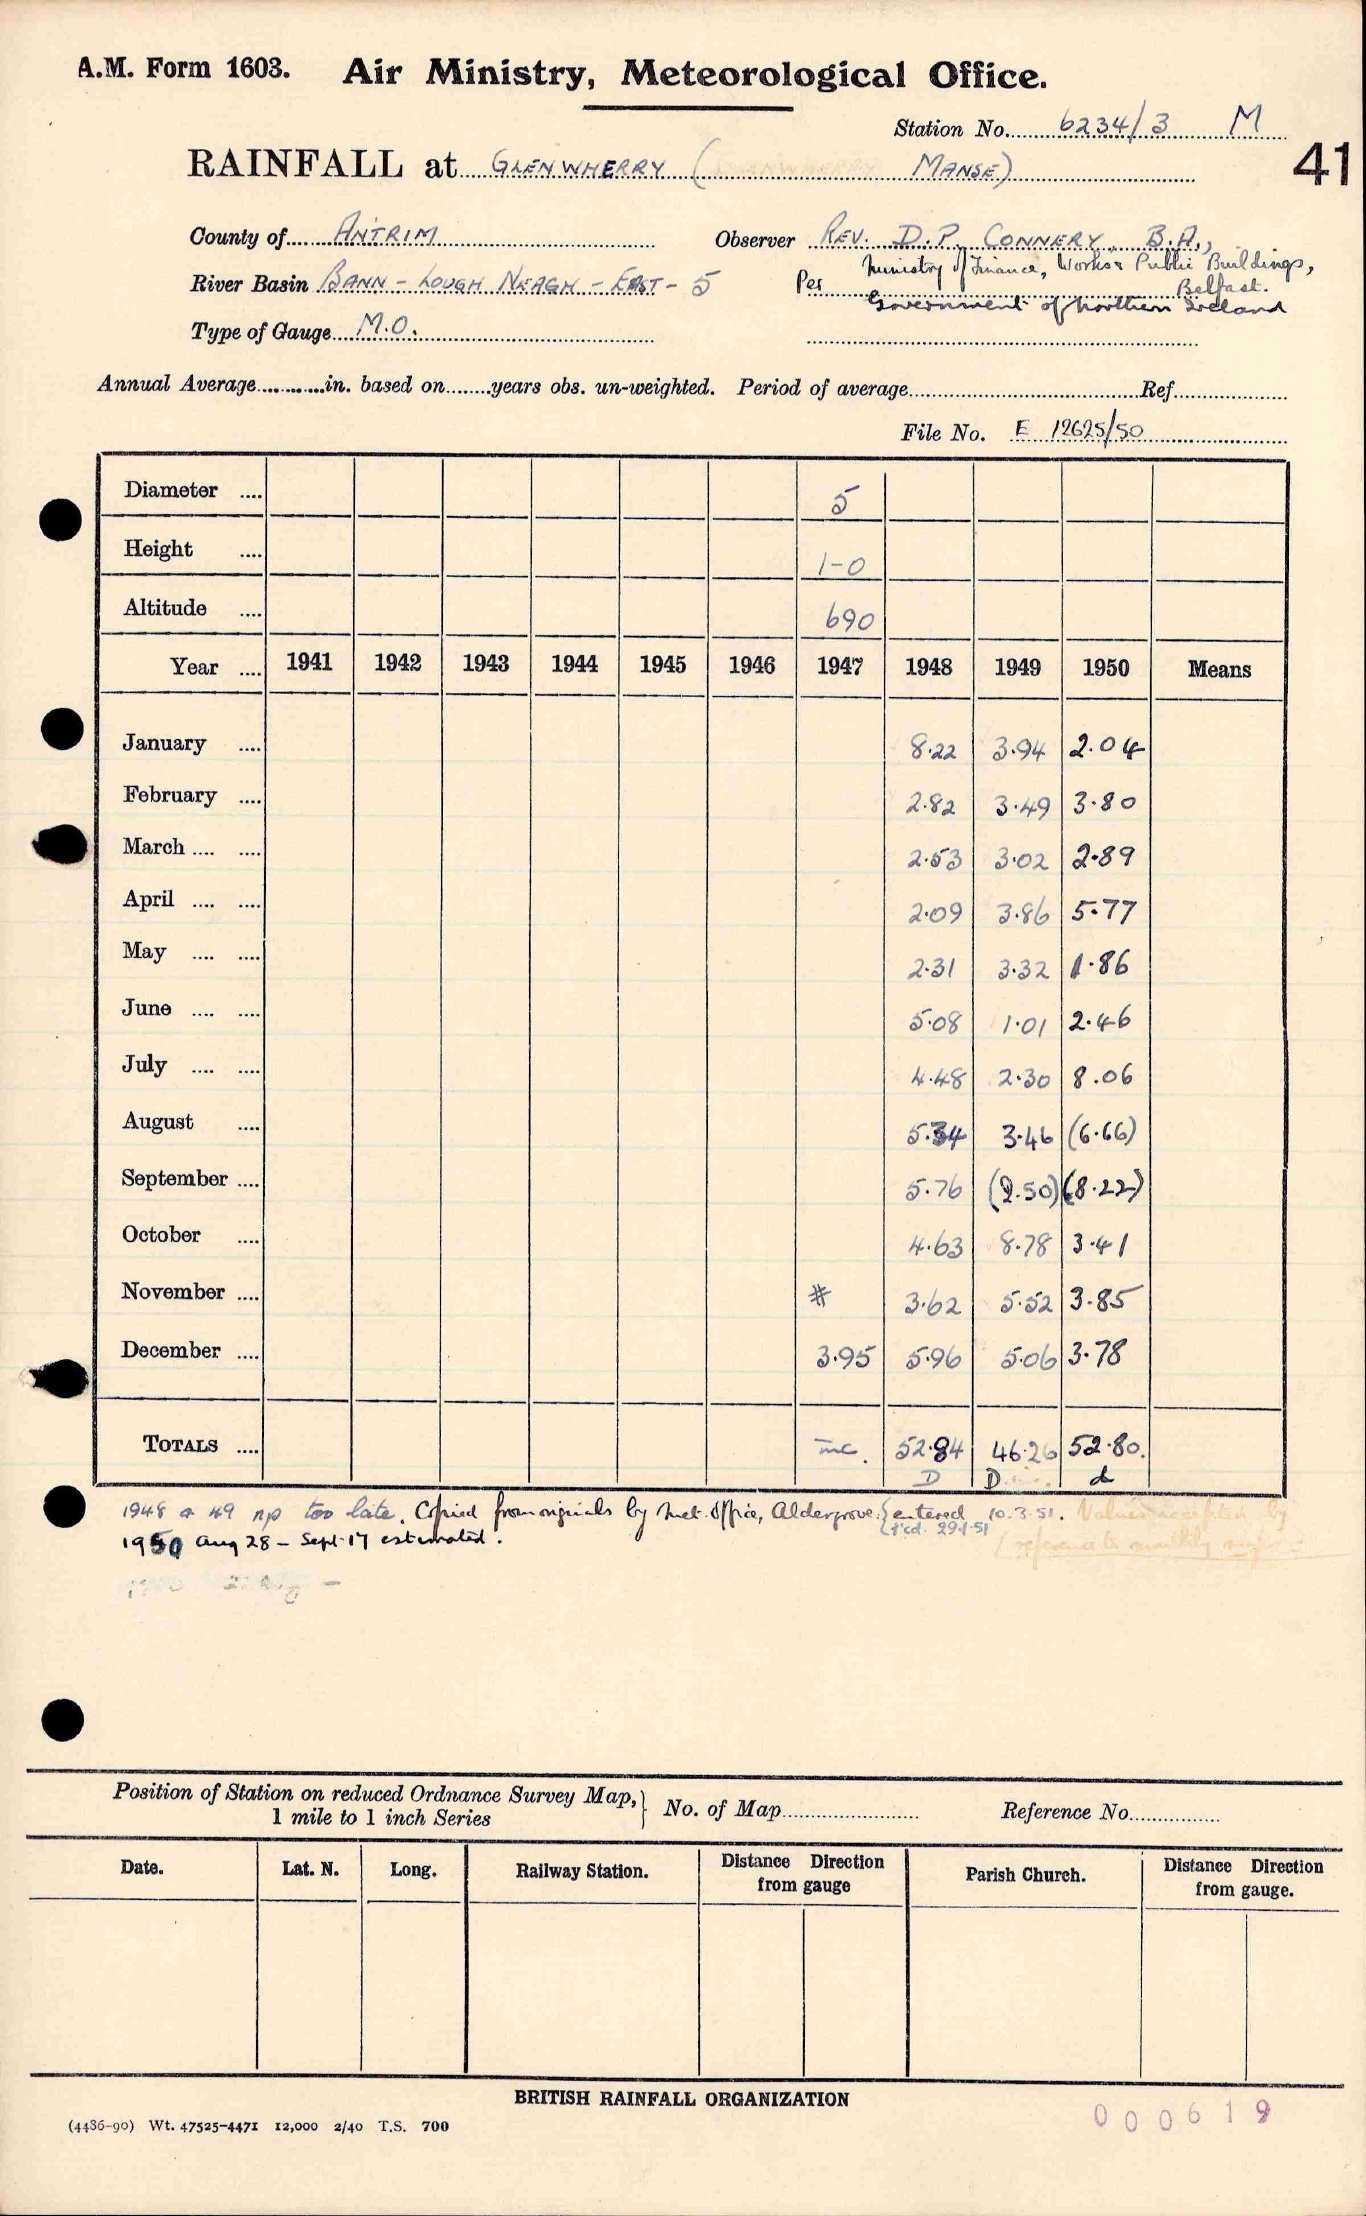 A.M. Form 1603. Air Ministry, Meteorological Office.
Station No. 6234/3 M
41
RAINFALL at GLENWHERRY (MANSE)
County of ANTRIM Observer REV. D.P. CONNERY, B.A.,
River Basin BANN - LOUGH NEAGH - EAST - 5 Per Ministry of Finance, Works & Public Buildings, Belfast.
Government of Northern Ireland
Type of Gauge M.O.
Annual Average in. based on years obs. un-weighted. Period of average Ref
File No. E 12625/50
Diameter .... 5
Height .... 1-0
Altitude .... 690
Year .... 1941 1942 1943 1944 1945 1946 1947 1948 1949 1950 Means
January .... 8.22 3.94 2.04
February .... 2.82 3.49 3.80
March .... .... 2.53 3.02 2.89
April .... .... 2.09 3.86 5.77
May .... .... 2.31 3.32 1.86
June .... .... 5.08 1.01 2.46
July .... .... 4.48 2.30 8.06
August .... 5.34 3.46 (6.66)
September .... 5.76 (2.50) (8.22)
October .... 4.63 8.78 3.41
November .... # 3.62 5.52 3.85
December .... 3.95 5.96 5.06 3.78
TOTALS .... inc. 52.84 46.26 52.80.
D D d
1948 & 49 np too late. Copied from originals by Met. Office, Aldergrove. entered 10.3.51. Values accepted by
rcd. 29.1.51
reference to monthly maps
1950 Aug 28 - Sept 17 estimated.
Position of Station on reduced Ordnance Survey Map, 1 mile to 1 inch Series } No. of Map Reference No.
Date. Lat. N. Long. Railway Station. Distance Direction from gauge Parish Church. Distance Direction from gauge.
BRITISH RAINFALL ORGANIZATION
(4486-90) Wt. 47525-4471 12,000 2/40 T.S. 700
000619